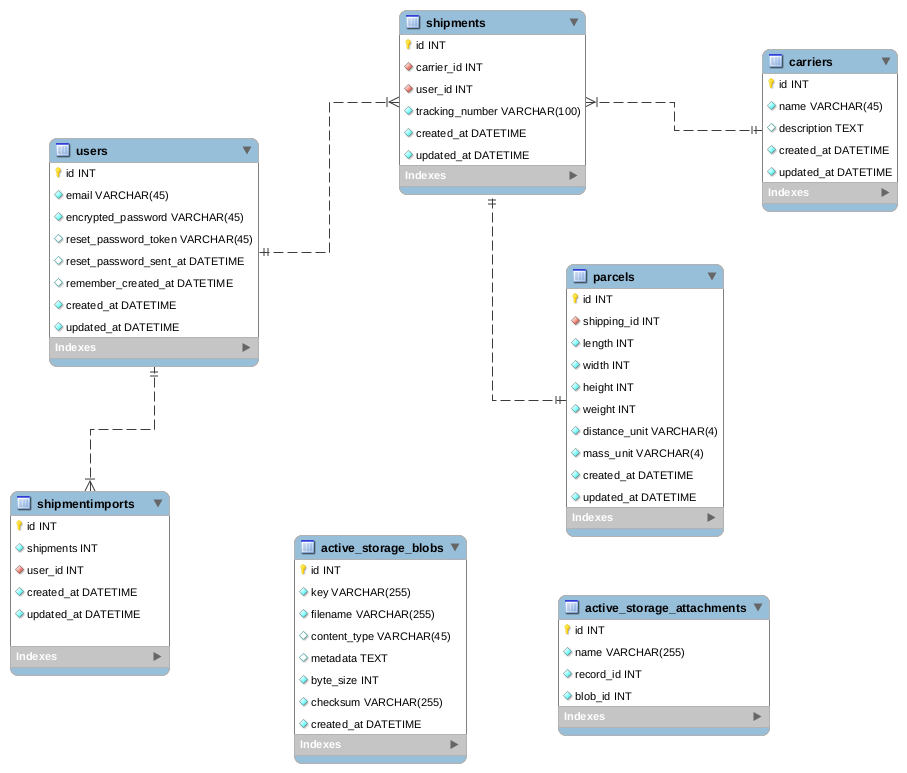 shipments
id INT
carrier_id INT
user_id INT
tracking_number VARCHAR(100)
created_at DATETIME
updated_at DATETIME
Indexes
carriers
id INT
name VARCHAR(45)
description TEXT
created_at DATETIME
updated_at DATETIME
Indexes
users
id INT
email VARCHAR(45)
encrypted_password VARCHAR(45)
reset_password_token VARCHAR(45)
reset_password_sent_at DATETIME
remember_created_at DATETIME
created_at DATETIME
updated_at DATETIME
Indexes
parcels
id INT
shipping_id INT
length INT
width INT
height INT
weight INT
distance_unit VARCHAR(4)
mass_unit VARCHAR(4)
created_at DATETIME
updated_at DATETIME
Indexes
shipmentimports
id INT
shipments INT
user_id INT
created_at DATETIME
updated_at DATETIME
Indexes
active_storage_blobs
id INT
key VARCHAR(255)
filename VARCHAR(255)
content_type VARCHAR(45)
metadata TEXT
byte_size INT
checksum VARCHAR(255)
created_at DATETIME
Indexes
active_storage_attachments
id INT
name VARCHAR(255)
record_id INT
blob_id INT
Indexes